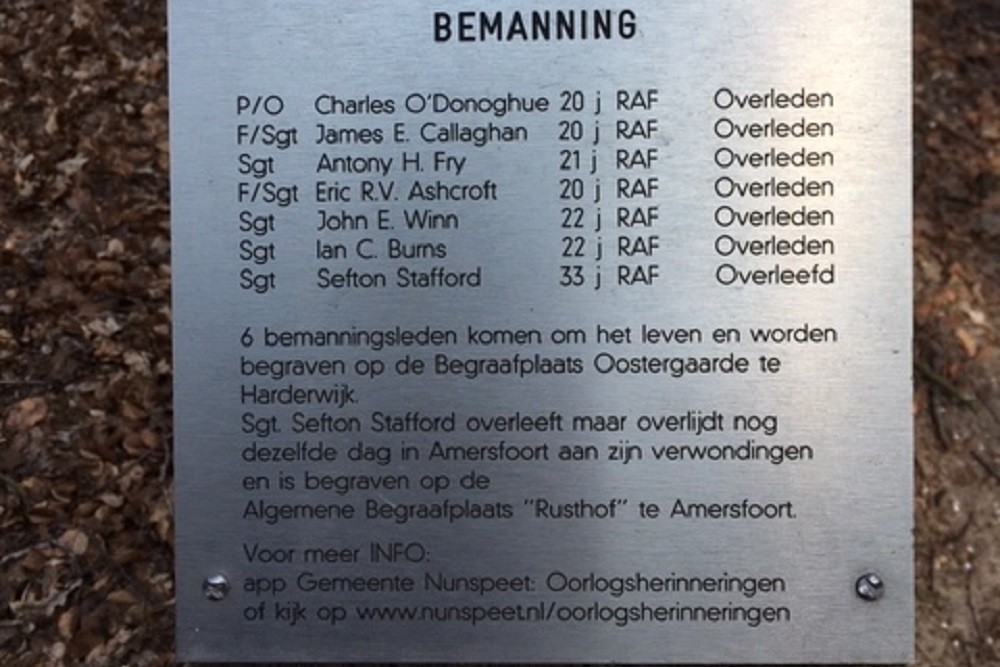 BEMANNING
P/O Charles O'Donoghue 20 j RAF Overleden
F/Sgt James E. Callaghan 20 j RAF Overleden
Sgt Antony H. Fry 21 j RAF Overleden
F/Sgt Eric R.V. Ashcroft 20 j RAF Overleden
Sgt John E. Winn 22 j RAF Overleden
Sgt Ian C. Burns 22 j RAF Overleden
Sgt Sefton Stafford 33 j RAF Overleefd
6 bemanningsleden komen om het leven en worden
begraven op de Begraafplaats Oostergaarde te
Harderwijk.
Sgt. Sefton Stafford overleeft maar overlijdt nog
dezelfde dag in Amersfoort aan zijn verwondingen
en is begraven op de
Algemene Begraafplaats "Rusthof" te Amersfoort.
Voor meer INFO:
app Gemeente Nunspeet: Oorlogsherinneringen
of kijk op www.nunspeet.nl/oorlogsherinneringen